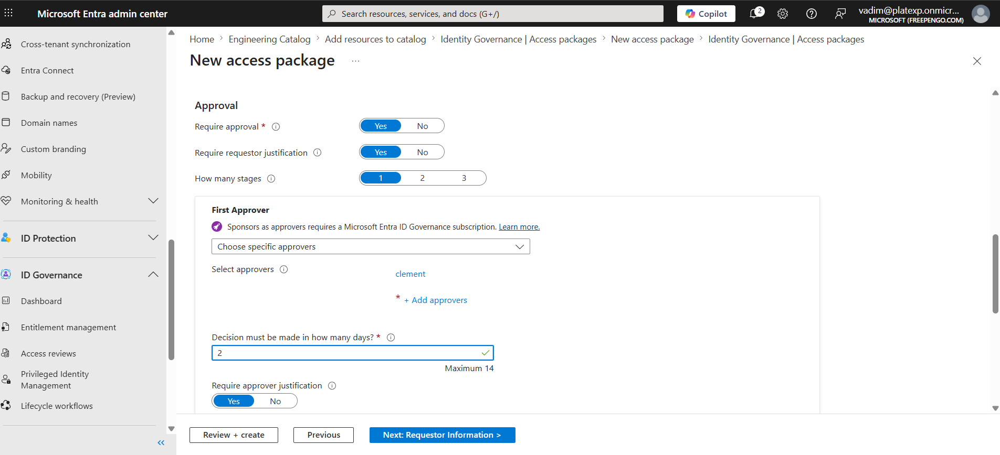 Microsoft Entra admin center
Search resources, services, and docs (G+/)
Copilot
2
vadim@platexp.onmicr...
MICROSOFT (FREEPENGO.COM)
Cross-tenant synchronization
Entra Connect
Backup and recovery (Preview)
Domain names
Custom branding
Mobility
Monitoring & health
ID Protection
ID Governance
Dashboard
Entitlement management
Access reviews
Privileged Identity
Management
Lifecycle workflows
«
Home > Engineering Catalog > Add resources to catalog > Identity Governance | Access packages > New access package > Identity Governance | Access packages
New access package ...
Approval
Require approval *
Yes No
Require requestor justification
Yes No
How many stages
1 2 3
First Approver
Sponsors as approvers requires a Microsoft Entra ID Governance subscription. Learn more.
Choose specific approvers
Select approvers
clement
* + Add approvers
Decision must be made in how many days? *
2
Maximum 14
Require approver justification
Yes No
Review + create
Previous
Next: Requestor Information >